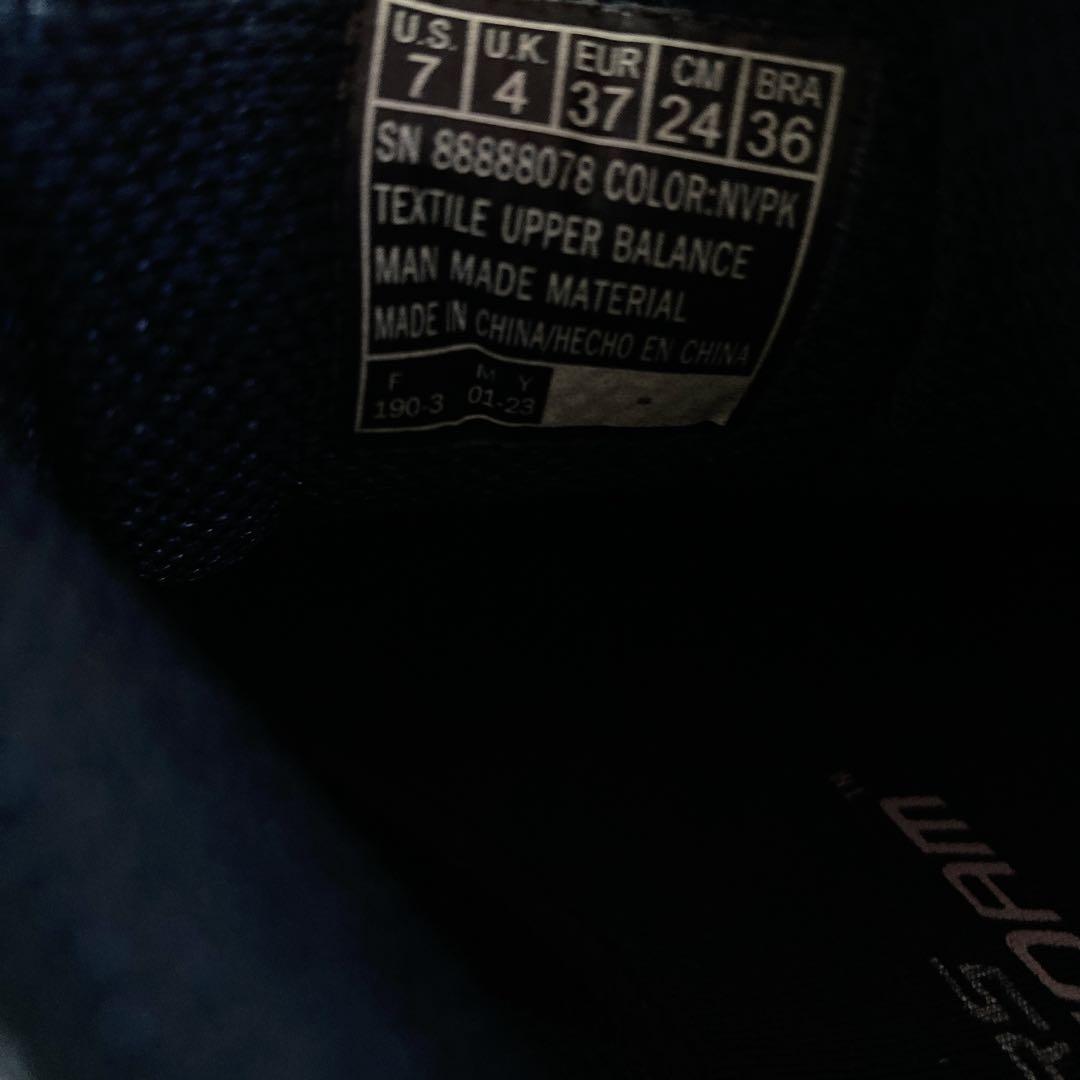 U.S. U.K. EUR CM BRA
7 4 37 24 36
SN 88888078 COLOR:NVPK
TEXTILE UPPER BALANCE
MAN MADE MATERIAL
MADE IN CHINA/HECHO EN CHINA
F M Y
190-3 01-23